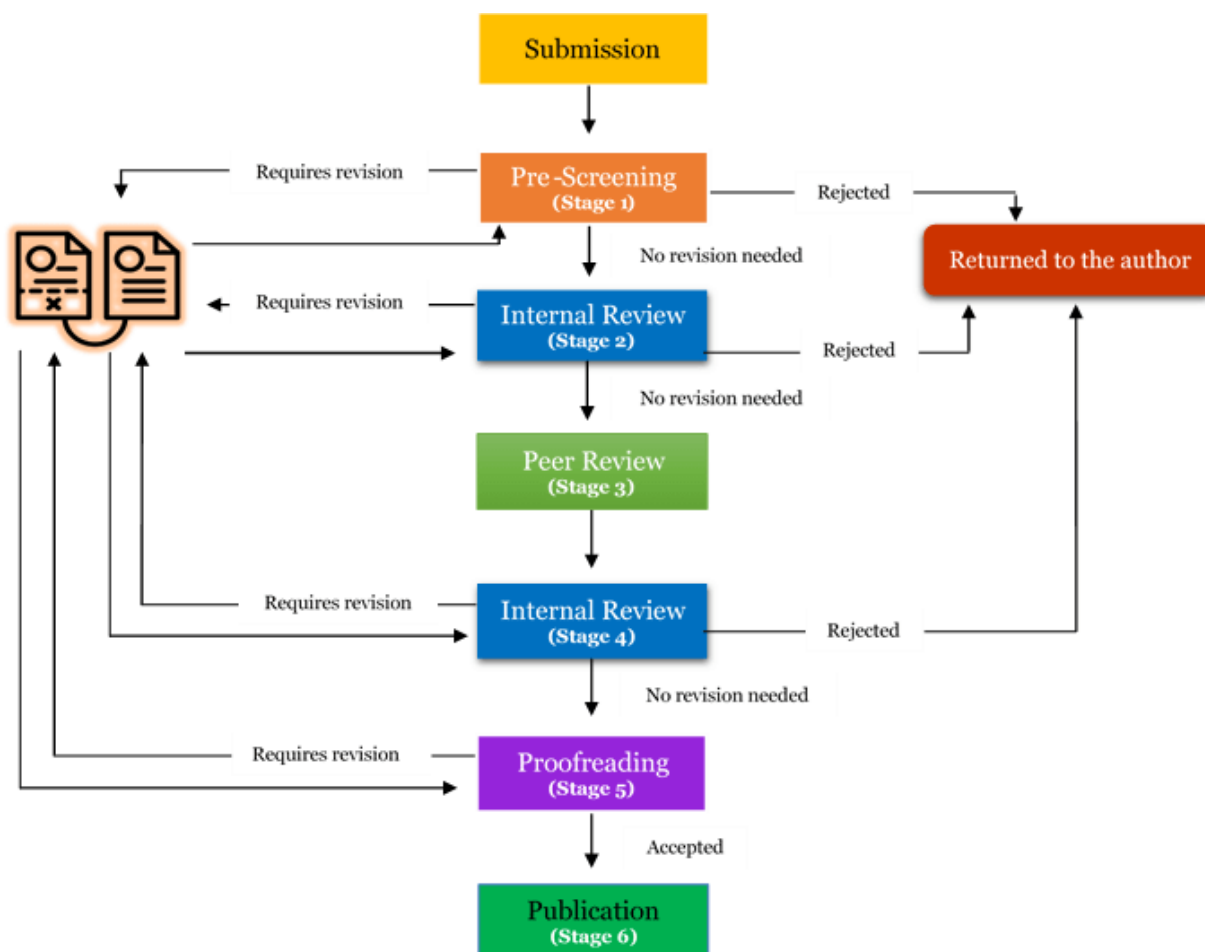 Submission
Requires revision
Pre-Screening
(Stage 1)
Rejected
No revision needed
Returned to the author
Requires revision
Internal Review
(Stage 2)
Rejected
No revision needed
Peer Review
(Stage 3)
Requires revision
Internal Review
(Stage 4)
Rejected
No revision needed
Requires revision
Proofreading
(Stage 5)
Accepted
Publication
(Stage 6)